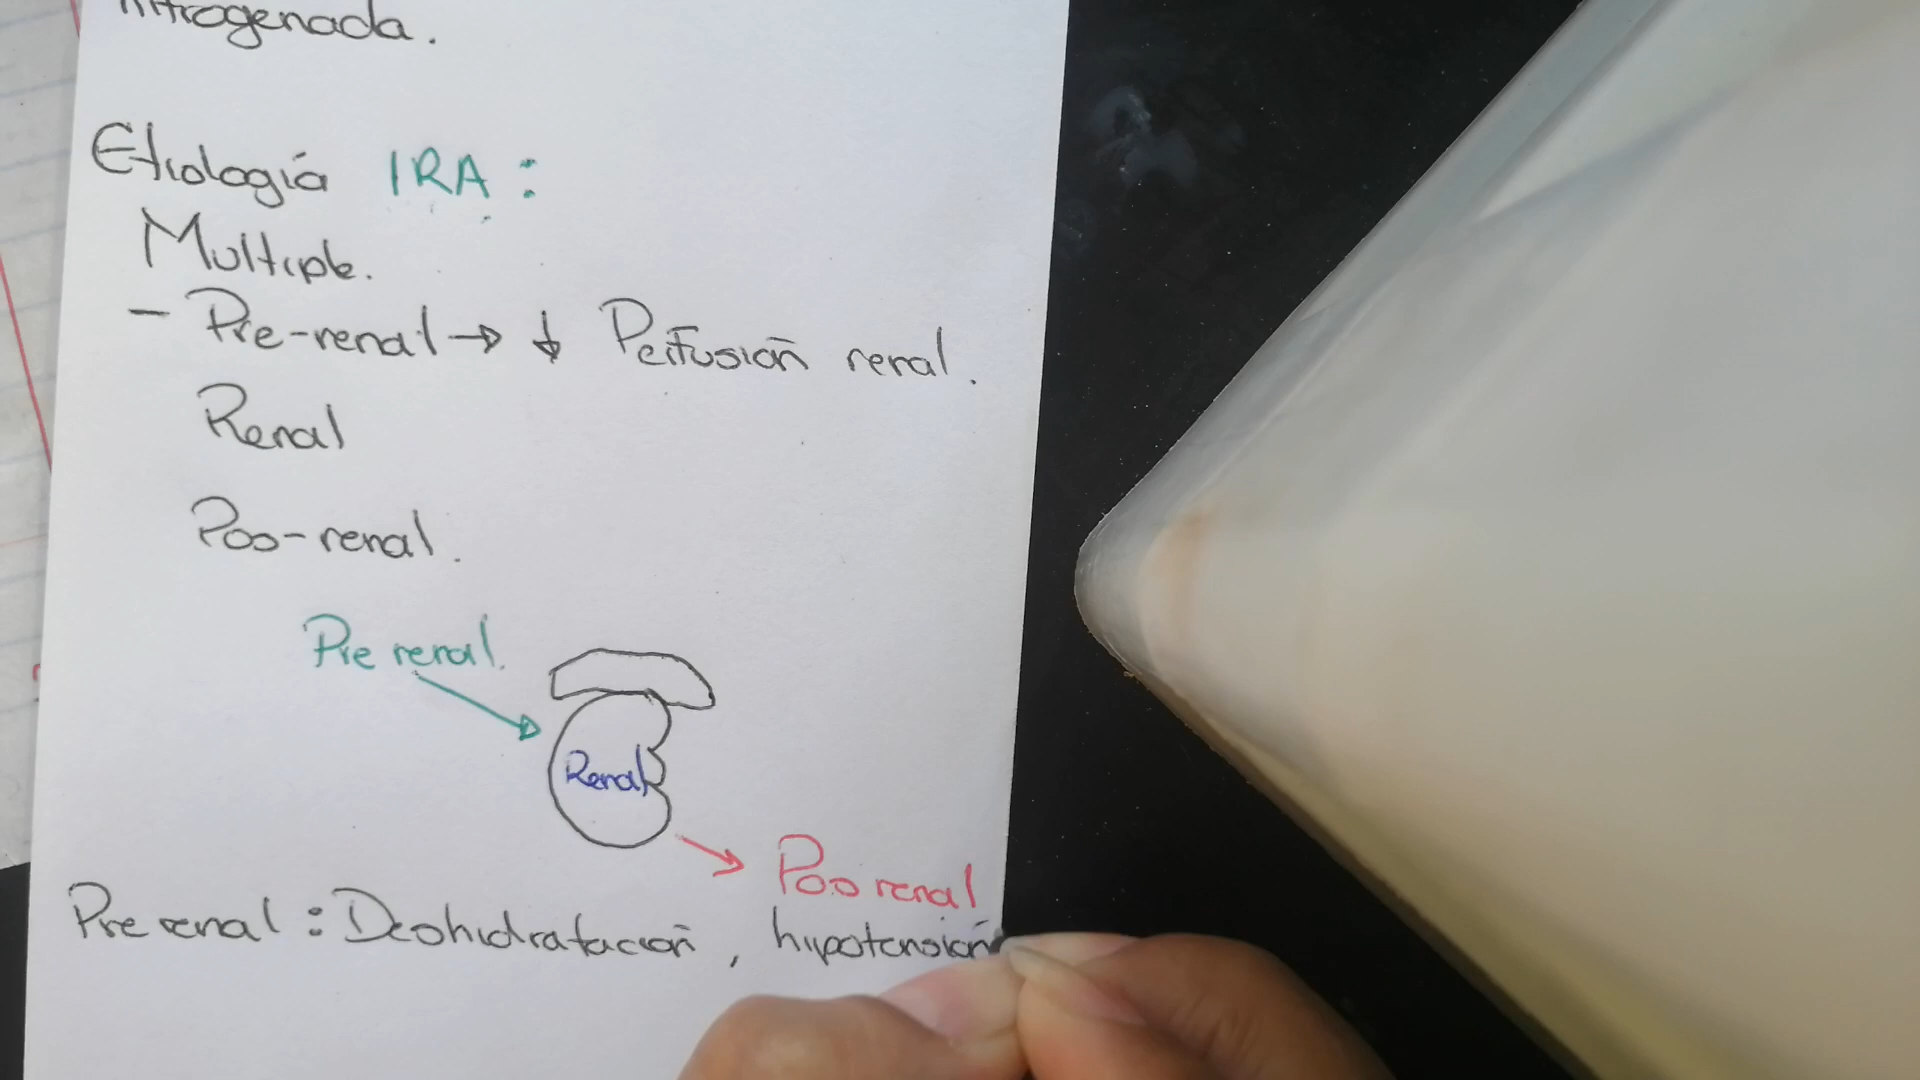 nitrogenada.
Etiología IRA:
Multiple.
- Pre-renal → ↓ Perfusión renal.
Renal
Pos-renal.
Pre renal.
Renal
Pos renal
Pre renal : Deshidratación, hipotensión